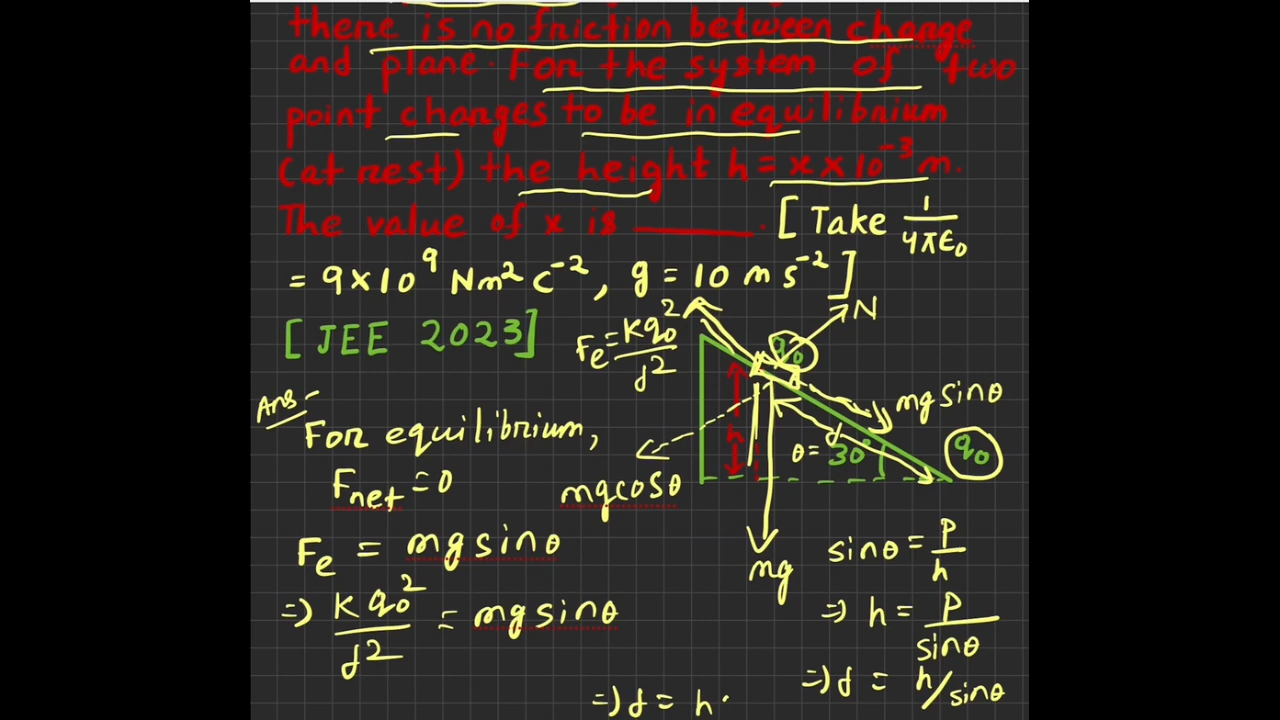 there is no friction between charge
and plane. For the system of two
point charges to be in equilibrium
(at rest) the height h = x × 10⁻³ m.
The value of x is ______. [Take 1/4πε₀
= 9 × 10⁹ Nm² C⁻², g = 10 m s⁻²]
[JEE 2023]
Fe = Kq₀²/d²
N
q₀
mg sinθ
h
d
θ = 30°
q₀
mg cosθ
mg
Ans -
For equilibrium,
Fnet = 0
Fe = mg sinθ
=> K q₀²/d² = mg sinθ
sinθ = P/h
=> h = P/sinθ
=> d = h/sinθ
=> d = h.